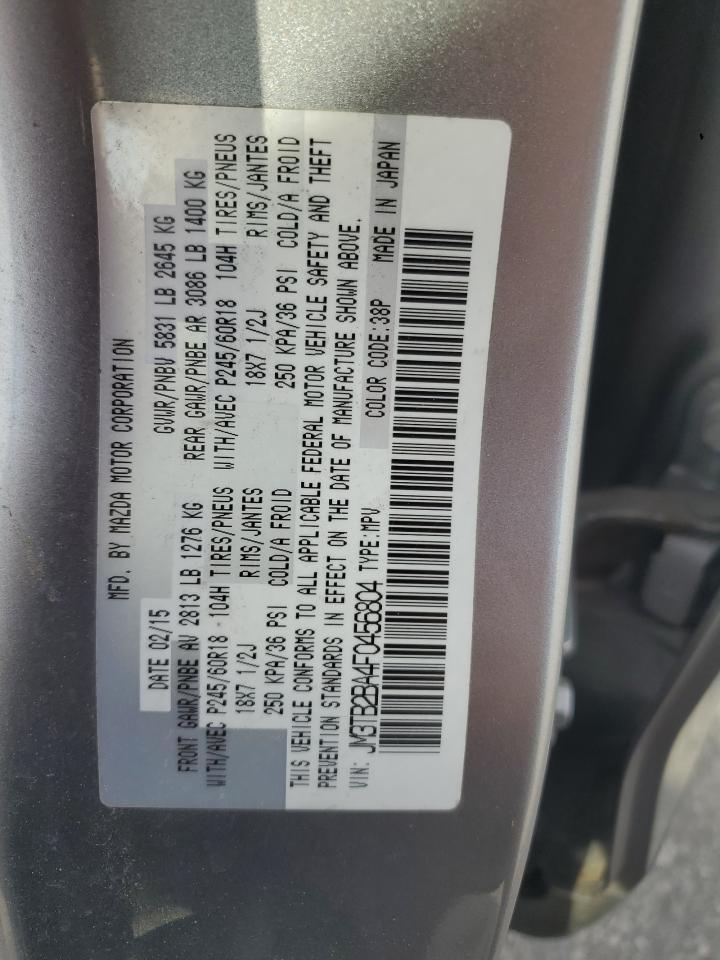 MFD. BY MAZDA MOTOR CORPORATION
DATE 02/15 GVWR/PNBV 5831 LB 2645 KG
FRONT GAWR/PNBE AV 2813 LB 1276 KG REAR GAWR/PNBE AR 3086 LB 1400 KG
WITH/AVEC P245/60R18 104H TIRES/PNEUS WITH/AVEC P245/60R18 104H TIRES/PNEUS
18X7 1/2J RIMS/JANTES 18X7 1/2J RIMS/JANTES
250 KPA/36 PSI COLD/A FROID 250 KPA/36 PSI COLD/A FROID
THIS VEHICLE CONFORMS TO ALL APPLICABLE FEDERAL MOTOR VEHICLE SAFETY AND THEFT
PREVENTION STANDARDS IN EFFECT ON THE DATE OF MANUFACTURE SHOWN ABOVE.
VIN: JM3TB2BA4F0456804 TYPE:MPV COLOR CODE:38P MADE IN JAPAN